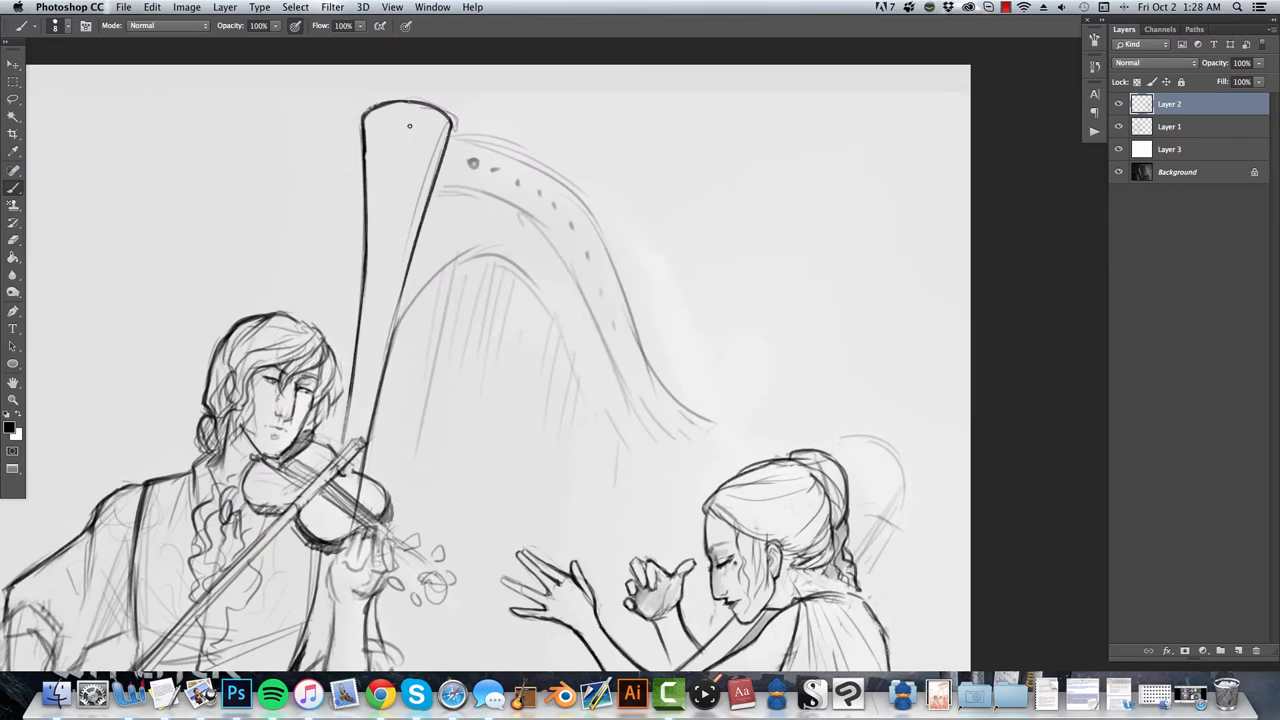 Photoshop CC File Edit Image Layer Type Select Filter 3D View Window Help 7 Fri Oct 2 1:28 AM
8 Mode: Normal Opacity: 100% Flow: 100%
Layers Channels Paths
Kind
Normal Opacity: 100%
Lock: Fill: 100%
Layer 2
Layer 1
Layer 3
Background